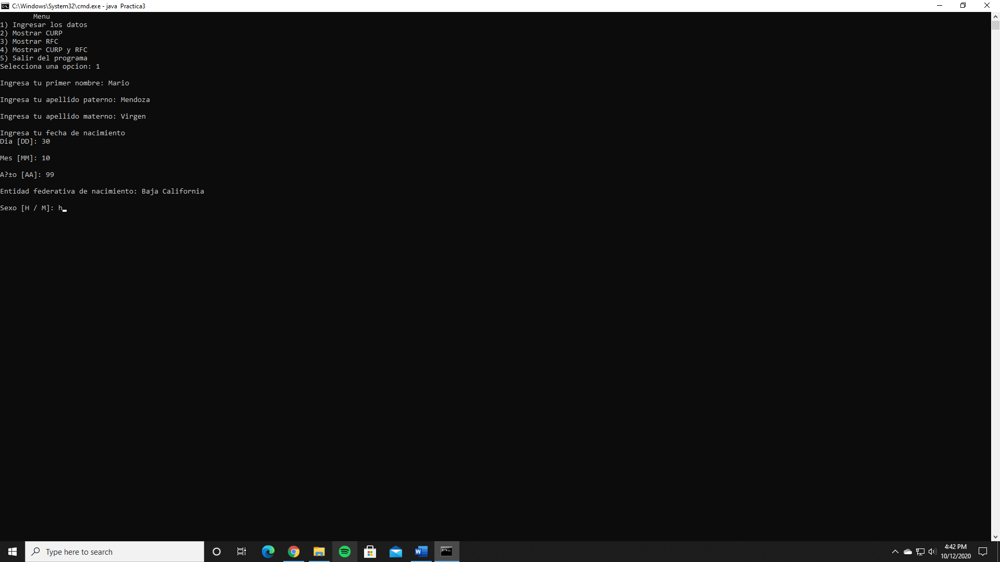 C:\Windows\System32\cmd.exe - java  Practica3
Menu
1) Ingresar los datos
2) Mostrar CURP
3) Mostrar RFC
4) Mostrar CURP y RFC
5) Salir del programa
Selecciona una opcion: 1
Ingresa tu primer nombre: Mario
Ingresa tu apellido paterno: Mendoza
Ingresa tu apellido materno: Virgen
Ingresa tu fecha de nacimiento
Dia [DD]: 30
Mes [MM]: 10
A?±o [AA]: 99
Entidad federativa de nacimiento: Baja California
Sexo [H / M]: h
Type here to search
4:42 PM
10/12/2020